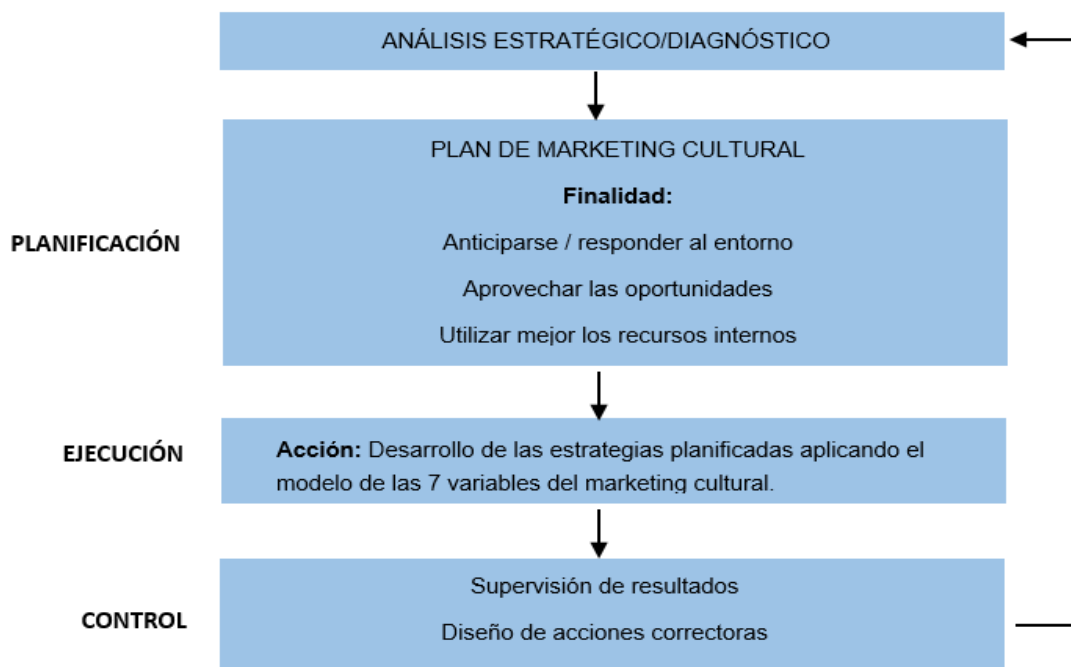 ANÁLISIS ESTRATÉGICO/DIAGNÓSTICO
PLAN DE MARKETING CULTURAL
Finalidad:
PLANIFICACIÓN
Anticiparse / responder al entorno
Aprovechar las oportunidades
Utilizar mejor los recursos internos
EJECUCIÓN
Acción: Desarrollo de las estrategias planificadas aplicando el
modelo de las 7 variables del marketing cultural.
CONTROL
Supervisión de resultados
Diseño de acciones correctoras